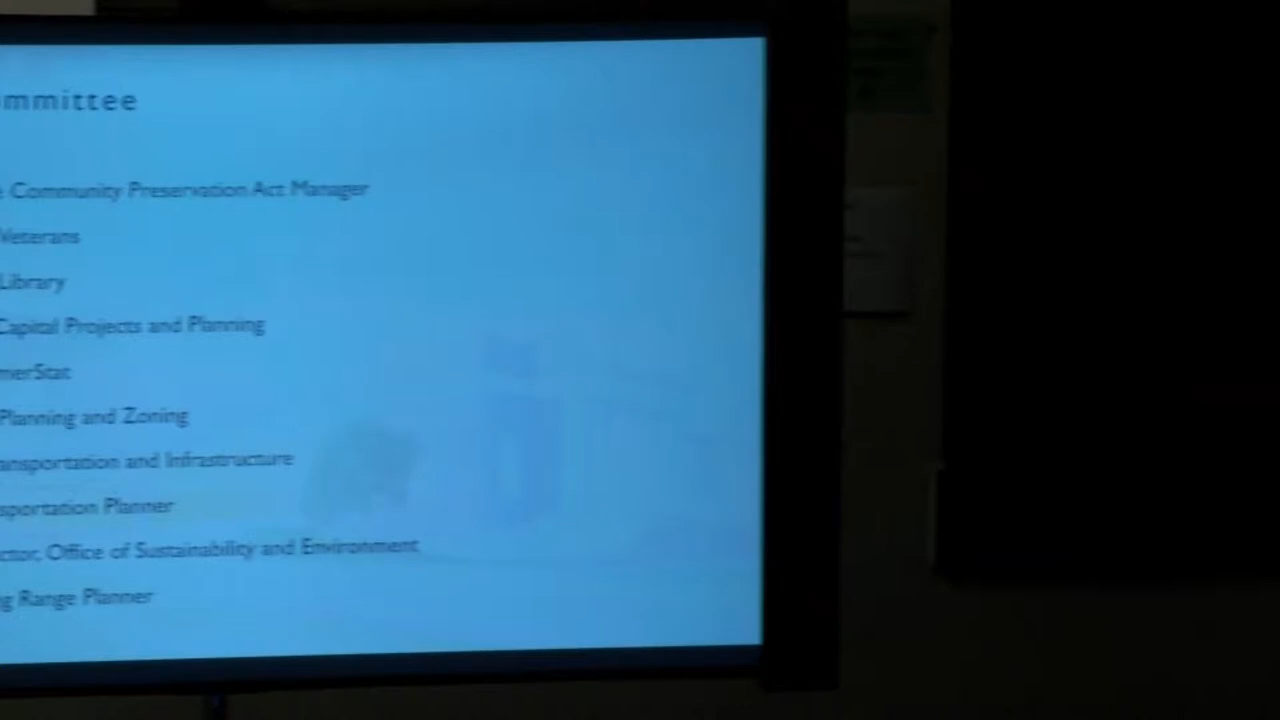 ommittee
Community Preservation Act Manager
Veterans
Library
Capital Projects and Planning
merStat
Planning and Zoning
ansportation and Infrastructure
sportation Planner
ctor, Office of Sustainability and Environment
g Range Planner